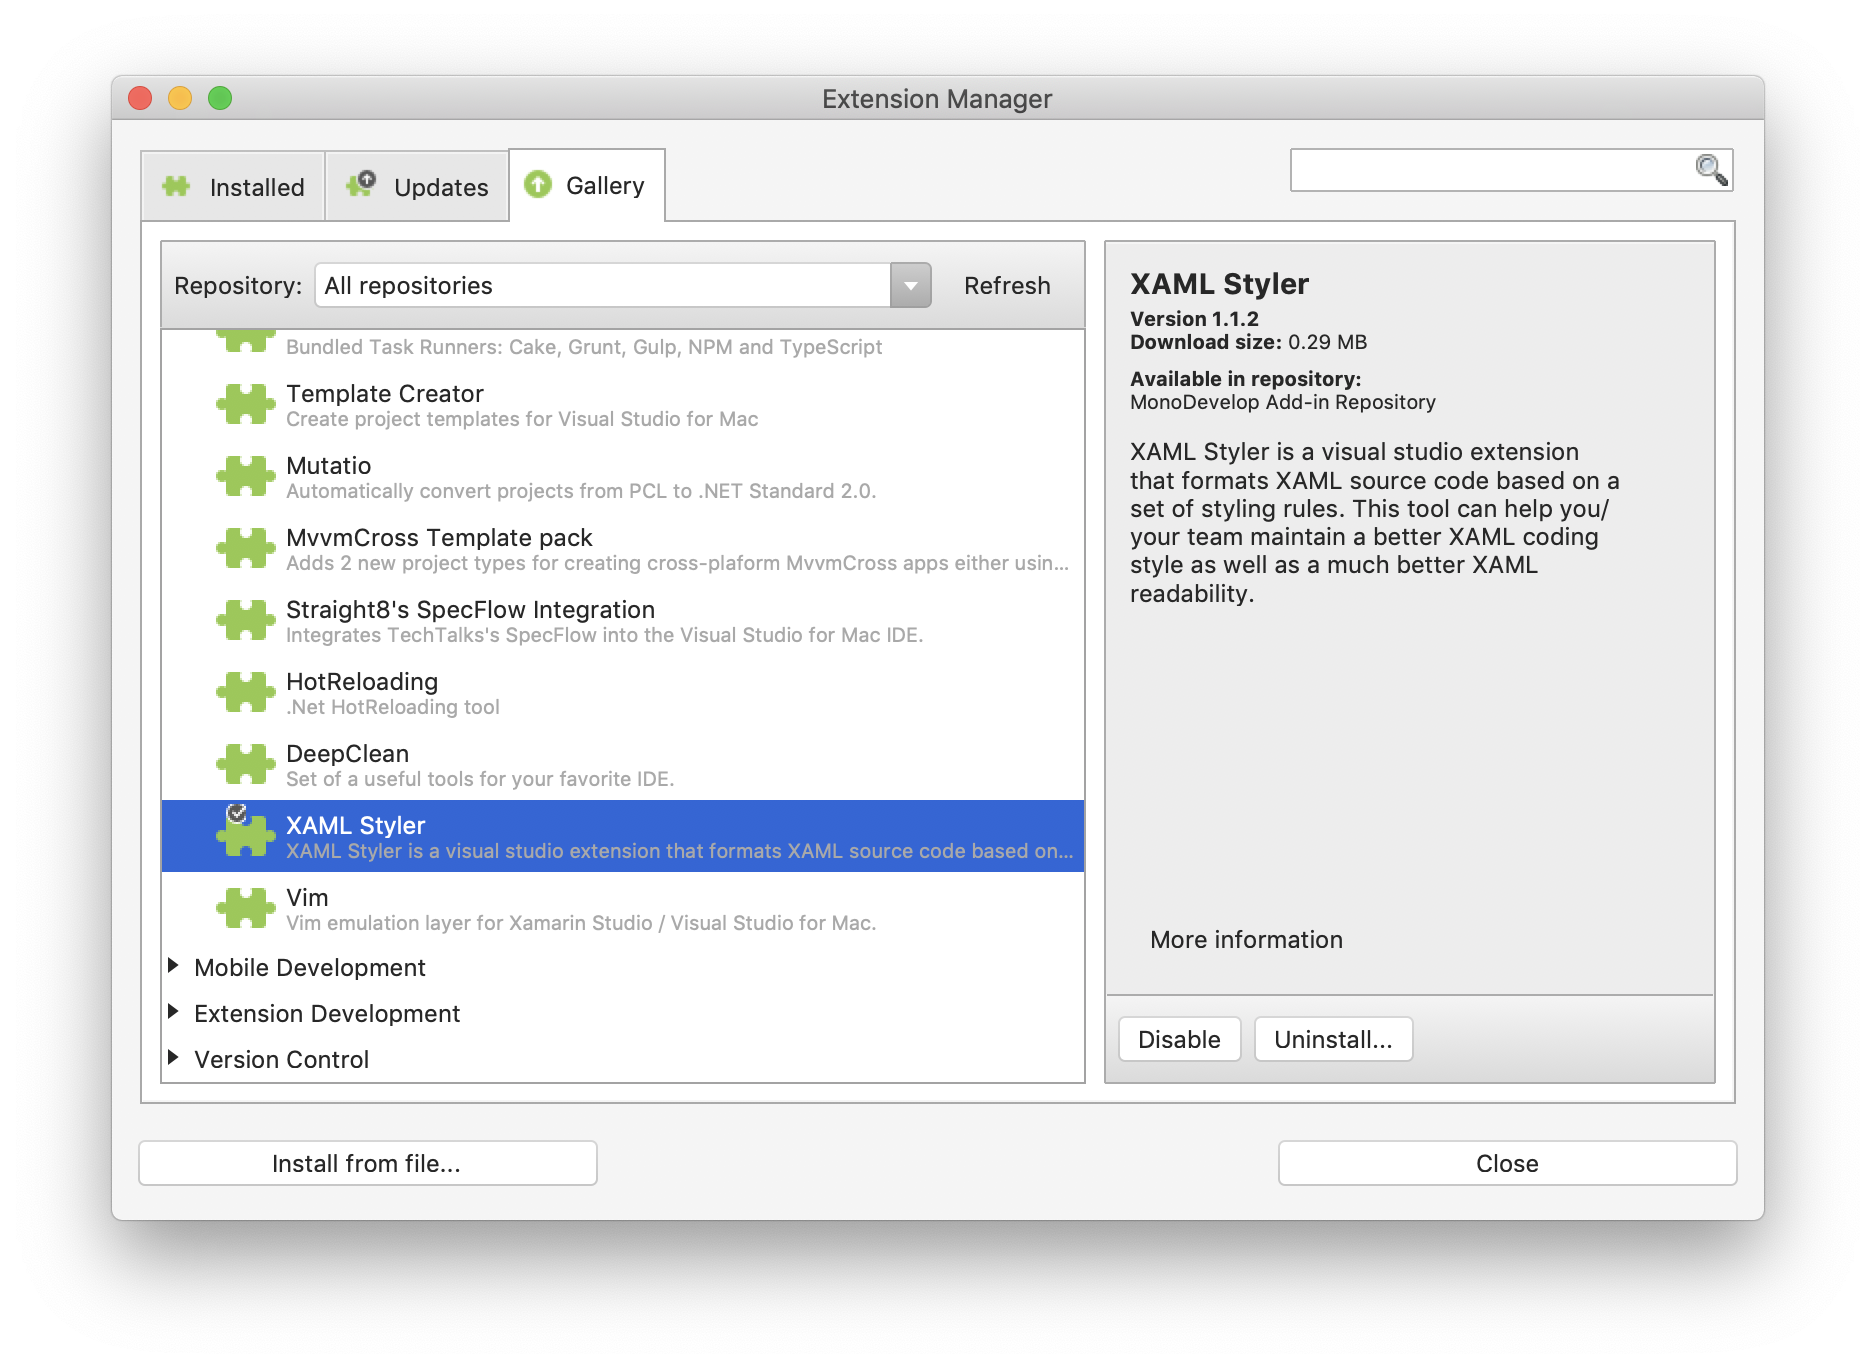 Extension Manager
Installed
Updates
Gallery
Repository:
All repositories
Refresh
Bundled Task Runners: Cake, Grunt, Gulp, NPM and TypeScript
Template Creator
Create project templates for Visual Studio for Mac
Mutatio
Automatically convert projects from PCL to .NET Standard 2.0.
MvvmCross Template pack
Adds 2 new project types for creating cross-plaform MvvmCross apps either usin...
Straight8's SpecFlow Integration
Integrates TechTalks's SpecFlow into the Visual Studio for Mac IDE.
HotReloading
.Net HotReloading tool
DeepClean
Set of a useful tools for your favorite IDE.
XAML Styler
XAML Styler is a visual studio extension that formats XAML source code based on...
Vim
Vim emulation layer for Xamarin Studio / Visual Studio for Mac.
Mobile Development
Extension Development
Version Control
XAML Styler
Version 1.1.2
Download size: 0.29 MB
Available in repository:
MonoDevelop Add-in Repository
XAML Styler is a visual studio extension
that formats XAML source code based on a
set of styling rules. This tool can help you/
your team maintain a better XAML coding
style as well as a much better XAML
readability.
More information
Disable
Uninstall...
Install from file...
Close